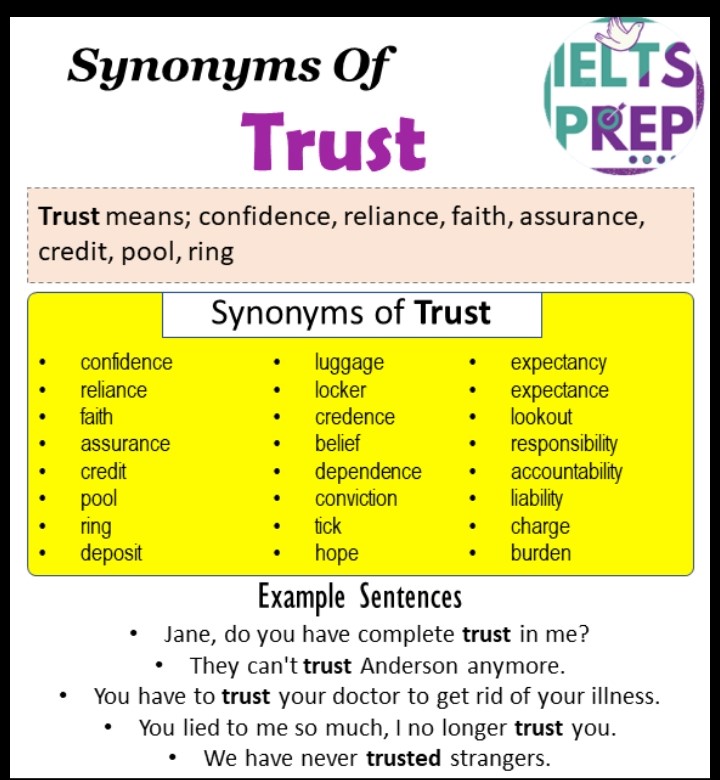 Synonyms Of
Trust
IELTS
PREP
Trust means; confidence, reliance, faith, assurance,
credit, pool, ring
Synonyms of Trust
• confidence
• reliance
• faith
• assurance
• credit
• pool
• ring
• deposit
• luggage
• locker
• credence
• belief
• dependence
• conviction
• tick
• hope
• expectancy
• expectance
• lookout
• responsibility
• accountability
• liability
• charge
• burden
Example Sentences
• Jane, do you have complete trust in me?
• They can't trust Anderson anymore.
• You have to trust your doctor to get rid of your illness.
• You lied to me so much, I no longer trust you.
• We have never trusted strangers.